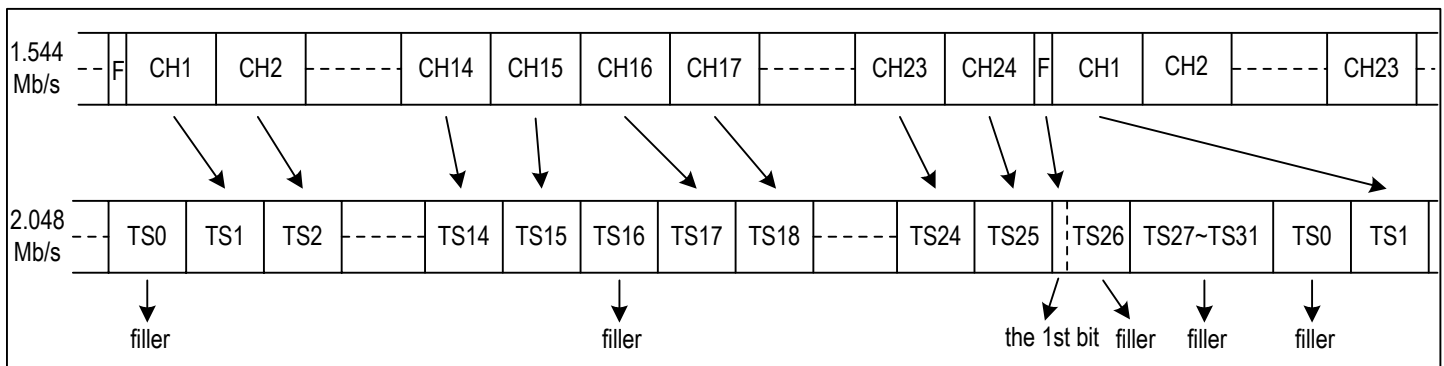 1.544
Mb/s
F CH1 CH2 CH14 CH15 CH16 CH17 CH23 CH24 F CH1 CH2 CH23
2.048
Mb/s
TS0 TS1 TS2 TS14 TS15 TS16 TS17 TS18 TS24 TS25 TS26 TS27~TS31 TS0 TS1
filler filler the 1st bit filler filler filler